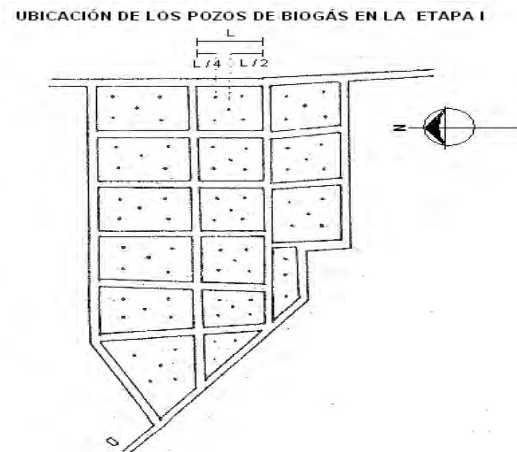 UBICACIÓN DE LOS POZOS DE BIOGÁS EN LA ETAPA I
L
L/4 L/2
N